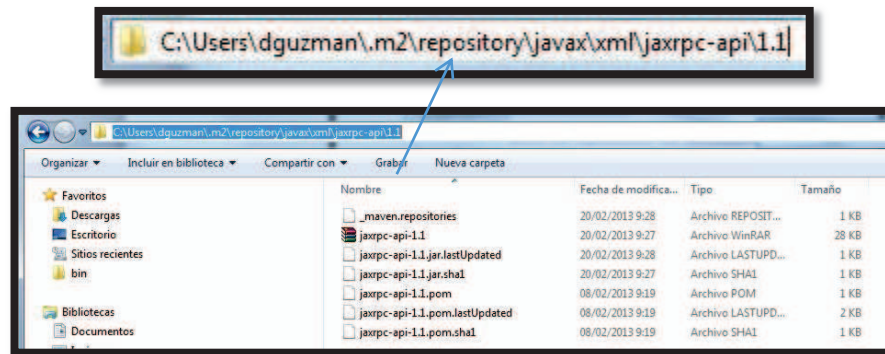 C:\Users\dguzman\.m2\repository\javax\xml\jaxrpc-api\1.1
C:\Users\dguzman\.m2\repository\javax\xml\jaxrpc-api\1.1
Organizar Incluir en biblioteca Compartir con Grabar Nueva carpeta
Nombre Fecha de modifica... Tipo Tamaño
Favoritos
Descargas
Escritorio
Sitios recientes
bin
Bibliotecas
Documentos
_maven.repositories 20/02/2013 9:28 Archivo REPOSIT... 1 KB
jaxrpc-api-1.1 20/02/2013 9:27 Archivo WinRAR 28 KB
jaxrpc-api-1.1.jar.lastUpdated 20/02/2013 9:28 Archivo LASTUPD... 1 KB
jaxrpc-api-1.1.jar.sha1 20/02/2013 9:27 Archivo SHA1 1 KB
jaxrpc-api-1.1.pom 08/02/2013 9:19 Archivo POM 1 KB
jaxrpc-api-1.1.pom.lastUpdated 08/02/2013 9:19 Archivo LASTUPD... 2 KB
jaxrpc-api-1.1.pom.sha1 08/02/2013 9:19 Archivo SHA1 1 KB